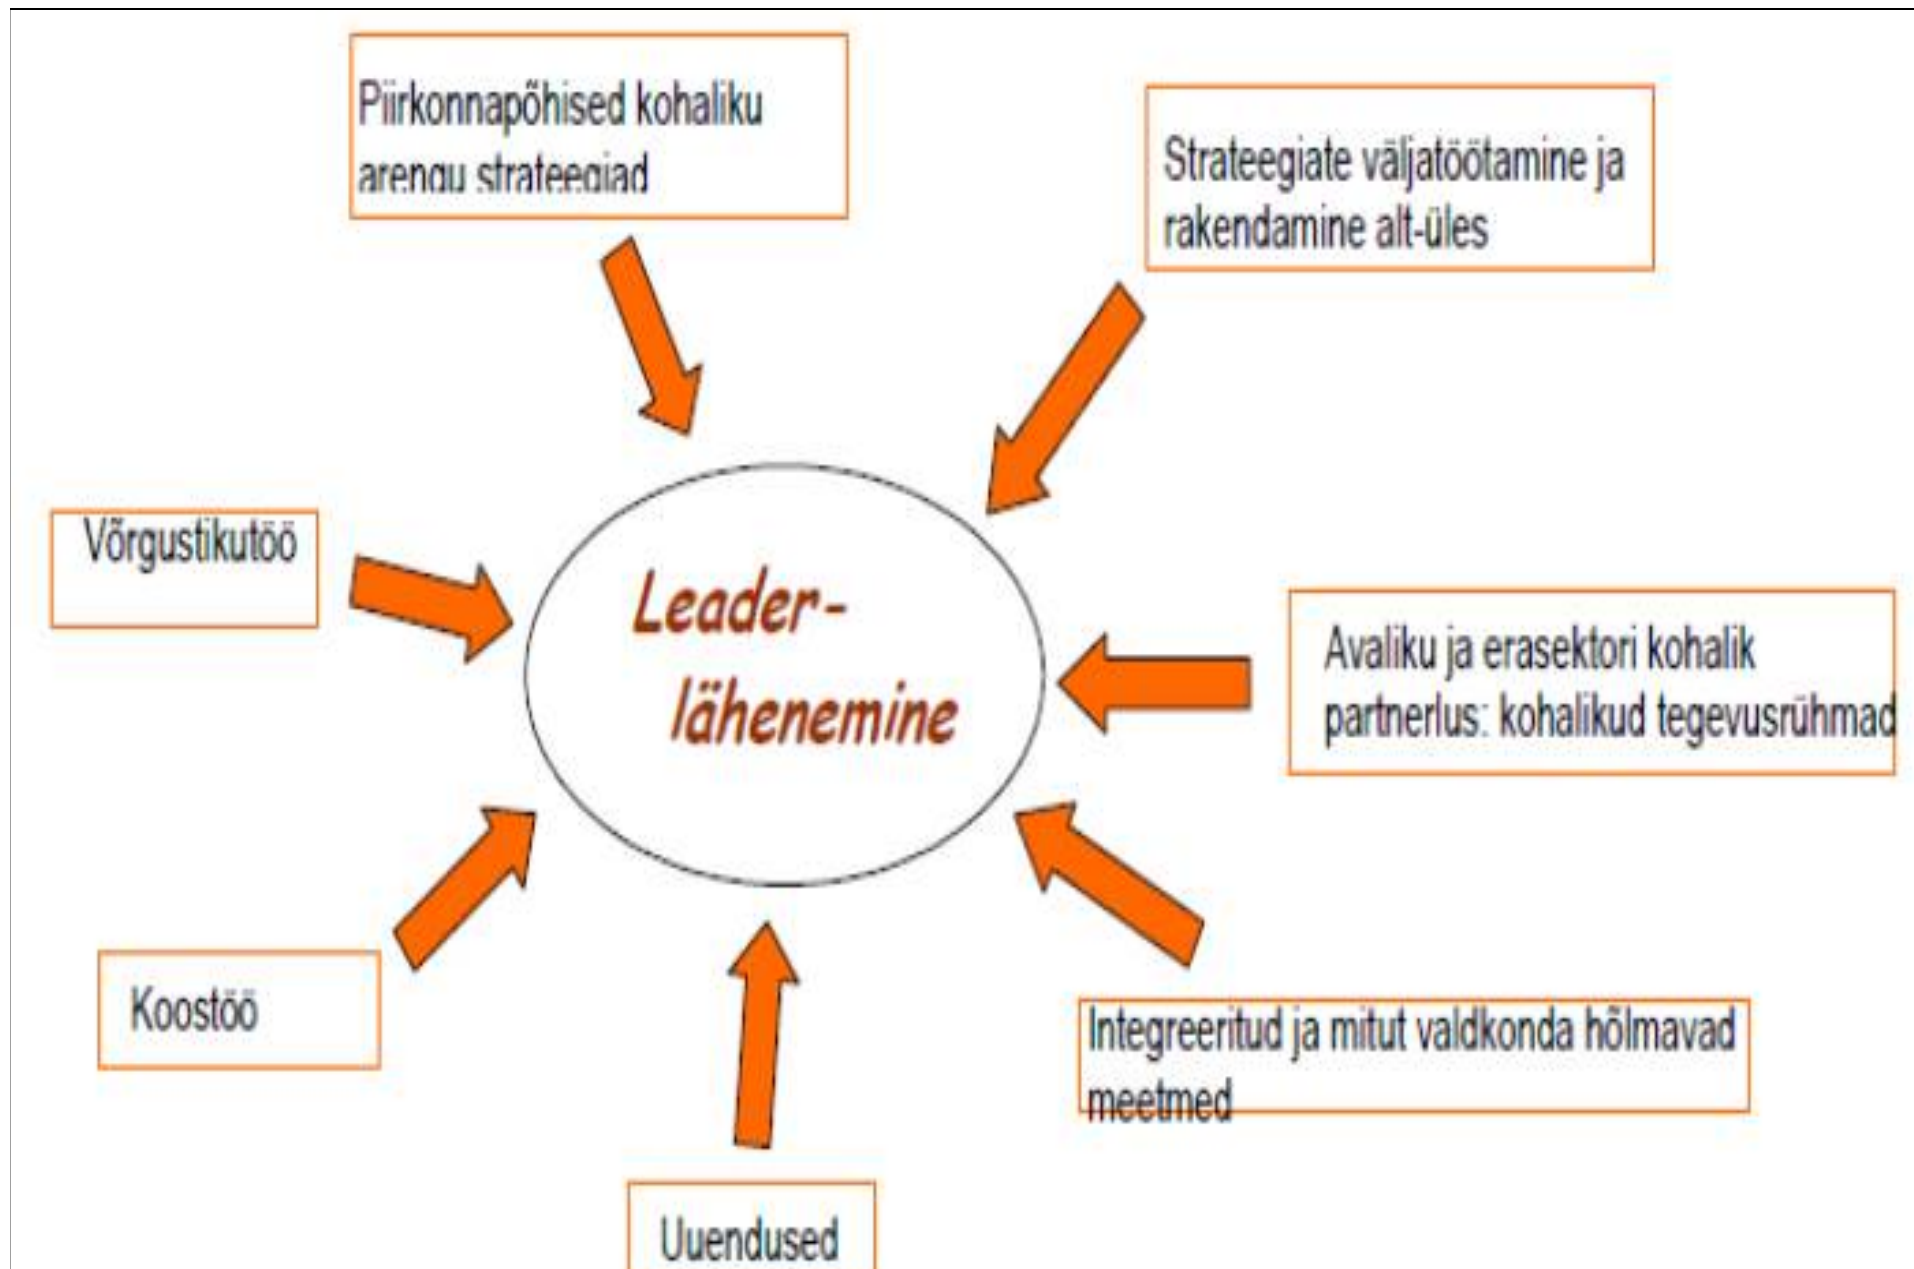 Piirkonnapõhised kohaliku
arengu strateegiad
Strateegiate väljatöötamine ja
rakendamine alt-üles
Võrgustikutöö
Leader-
lähenemine
Avaliku ja erasektori kohalik
partnerlus: kohalikud tegevusrühmad
Koostöö
Integreeritud ja mitut valdkonda hõlmavad
meetmed
Uuendused